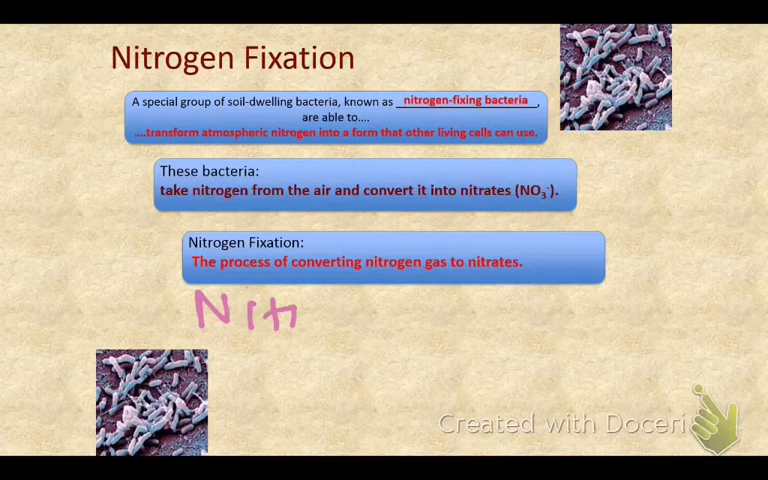 Nitrogen Fixation
A special group of soil-dwelling bacteria, known as nitrogen-fixing bacteria,
are able to....
....transform atmospheric nitrogen into a form that other living cells can use.
These bacteria:
take nitrogen from the air and convert it into nitrates (NO₃⁻).
Nitrogen Fixation:
The process of converting nitrogen gas to nitrates.
Nitr
Created with Doceri